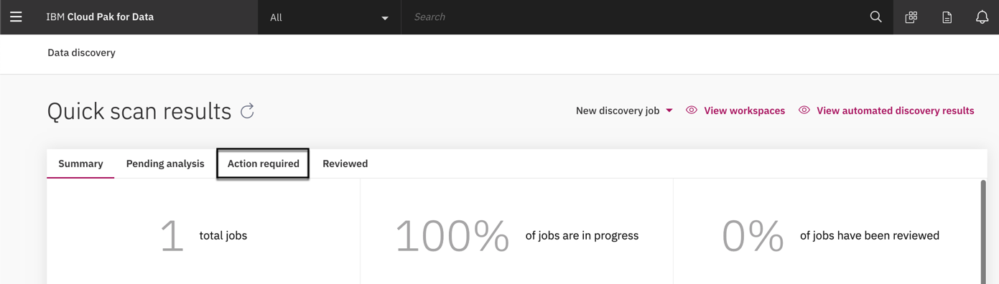 IBM Cloud Pak for Data
All
Search
Data discovery
Quick scan results
New discovery job
View workspaces
View automated discovery results
Summary
Pending analysis
Action required
Reviewed
1 total jobs
100% of jobs are in progress
0% of jobs have been reviewed